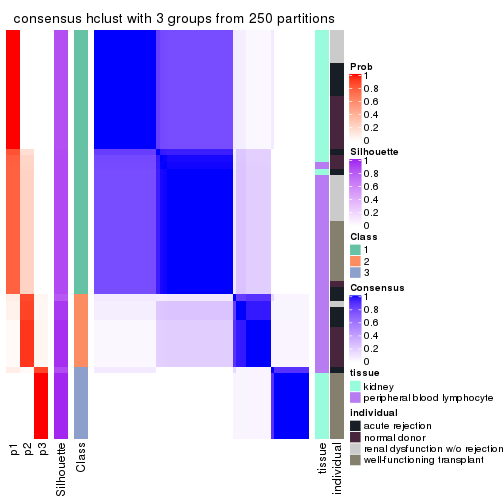 consensus hclust with 3 groups from 250 partitions
Prob
1
0.8
0.6
0.4
0.2
0
Silhouette
1
0.8
0.6
0.4
0.2
0
Class
1
2
3
Consensus
1
0.8
0.6
0.4
0.2
0
tissue
kidney
peripheral blood lymphocyte
individual
acute rejection
normal donor
renal dysfunction w/o rejection
well-functioning transplant
p1
p2
p3
Silhouette
Class
tissue
individual